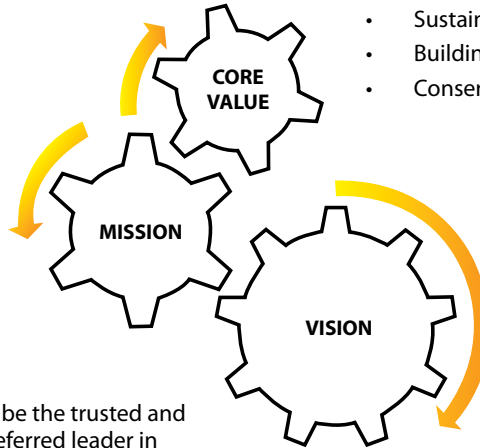 • Sustain
• Buildin
• Conser
CORE
VALUE
MISSION
VISION
be the trusted and
eferred leader in